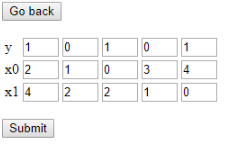 Go back
y 1 0 1 0 1
x0 2 1 0 3 4
x1 4 2 2 1 0
Submit